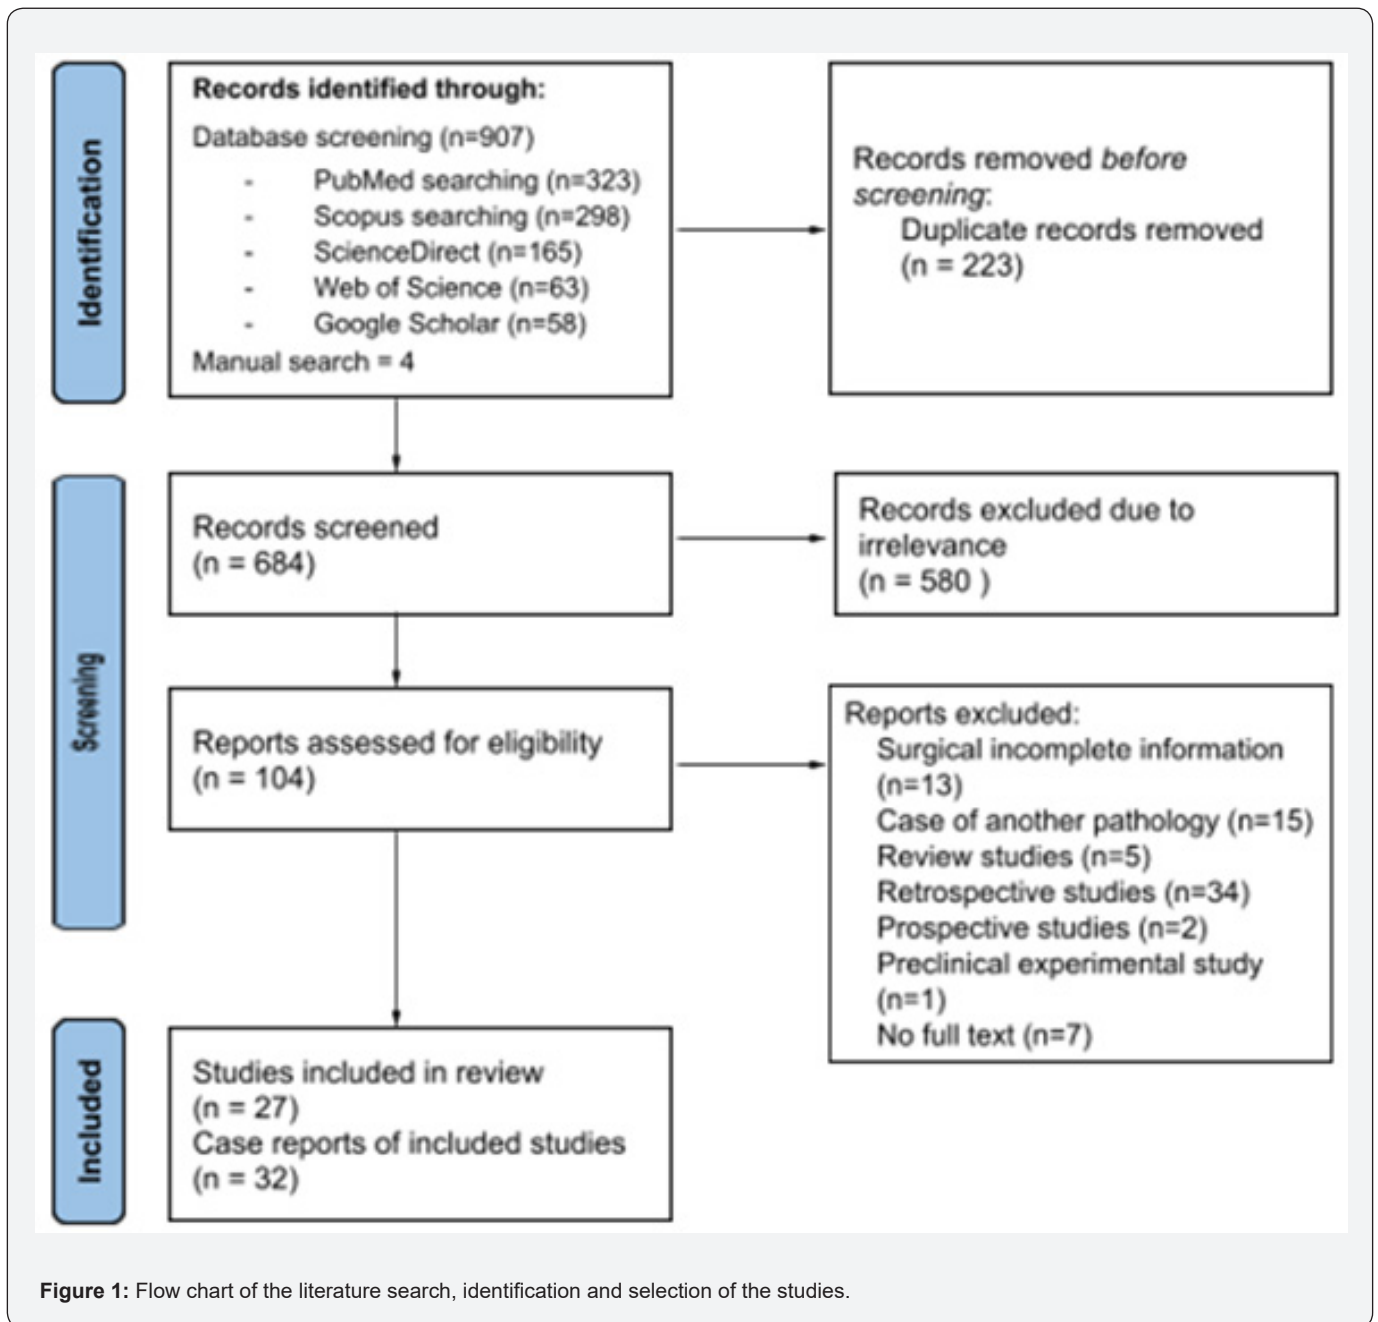 Identification
Records identified through:
Database screening (n=907)
- PubMed searching (n=323)
- Scopus searching (n=298)
- ScienceDirect (n=165)
- Web of Science (n=63)
- Google Scholar (n=58)
Manual search = 4
Records removed before
screening:
Duplicate records removed
(n = 223)
Screening
Records screened
(n = 684)
Records excluded due to
irrelevance
(n = 580 )
Reports assessed for eligibility
(n = 104)
Reports excluded:
Surgical incomplete information
(n=13)
Case of another pathology (n=15)
Review studies (n=5)
Retrospective studies (n=34)
Prospective studies (n=2)
Preclinical experimental study
(n=1)
No full text (n=7)
Included
Studies included in review
(n = 27)
Case reports of included studies
(n = 32)
Figure 1: Flow chart of the literature search, identification and selection of the studies.